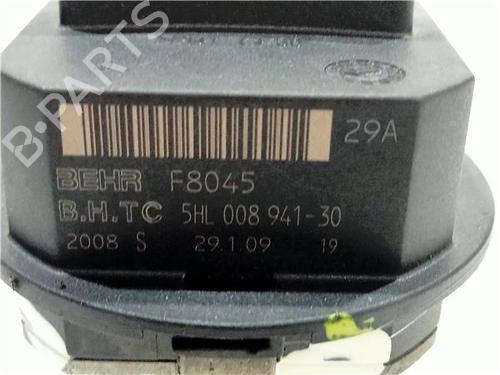 B-PARTS
29A
BEHR F8045
B.H.TC 5HL 008 941-30
2008 S 29.1.09 19